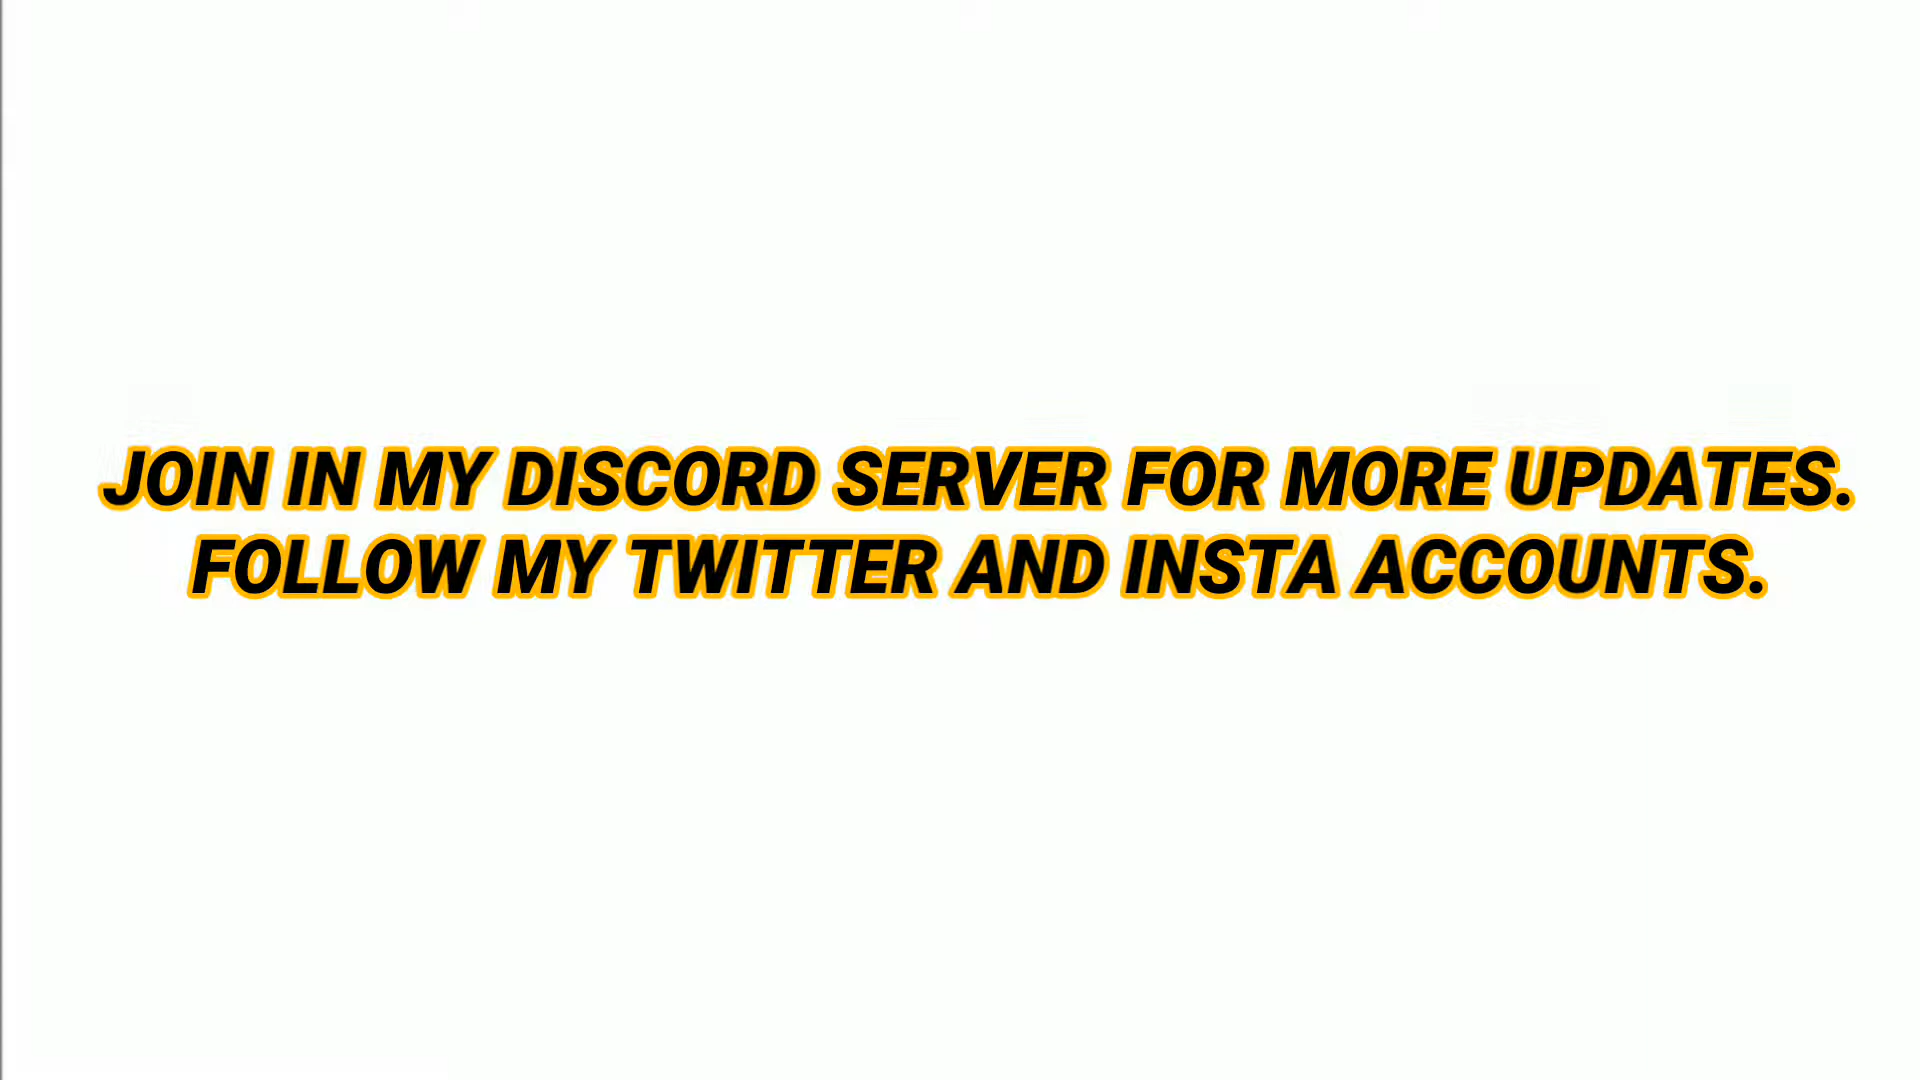 JOIN IN MY DISCORD SERVER FOR MORE UPDATES.
FOLLOW MY TWITTER AND INSTA ACCOUNTS.